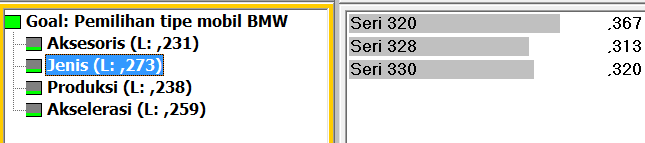 Goal: Pemilihan tipe mobil BMW
Aksesoris (L: ,231)
Jenis (L: ,273)
Produksi (L: ,238)
Akselerasi (L: ,259)
Seri 320 ,367
Seri 328 ,313
Seri 330 ,320